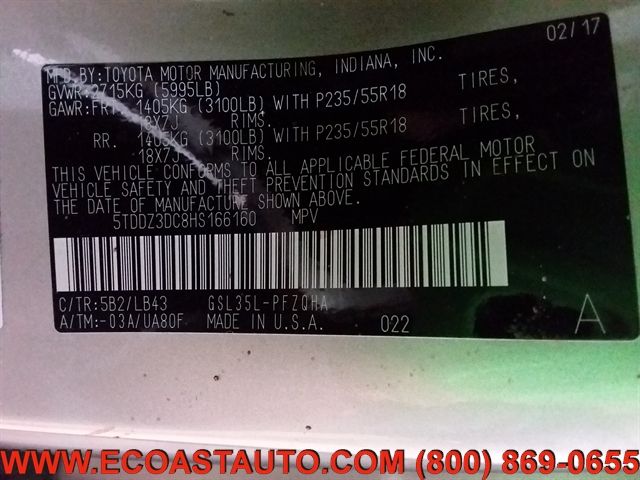 02/17
MFD.BY:TOYOTA MOTOR MANUFACTURING, INDIANA, INC.
GVWR:2715KG (5995LB)
GAWR:FRT. 1405KG (3100LB) WITH P235/55R18 TIRES,
18X7J RIMS.
RR. 1405KG (3100LB) WITH P235/55R18 TIRES,
18X7J RIMS.
THIS VEHICLE CONFORMS TO ALL APPLICABLE FEDERAL MOTOR
VEHICLE SAFETY AND THEFT PREVENTION STANDARDS IN EFFECT ON
THE DATE OF MANUFACTURE SHOWN ABOVE.
5TDDZ3DC8HS166160 MPV
C/TR:5B2/LB43 GSL35L-PFZQHA
A/TM:-03A/UA80F MADE IN U.S.A. 022 A
WWW.ECOASTAUTO.COM (800) 869-0655